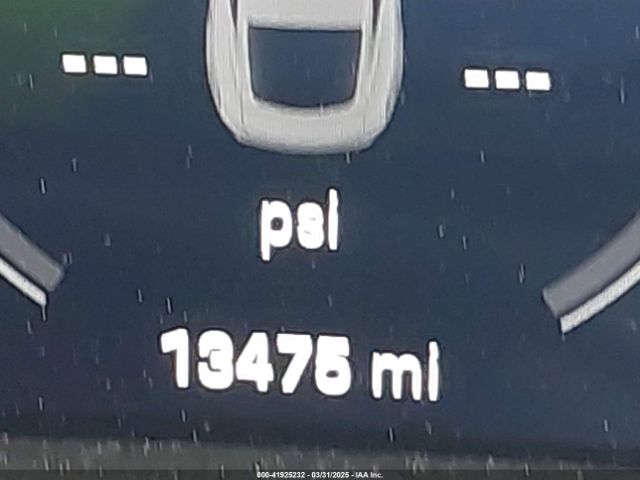 --- ---
psi
13475 mi
000-41925232 - 03/31/2025 - IAA Inc.